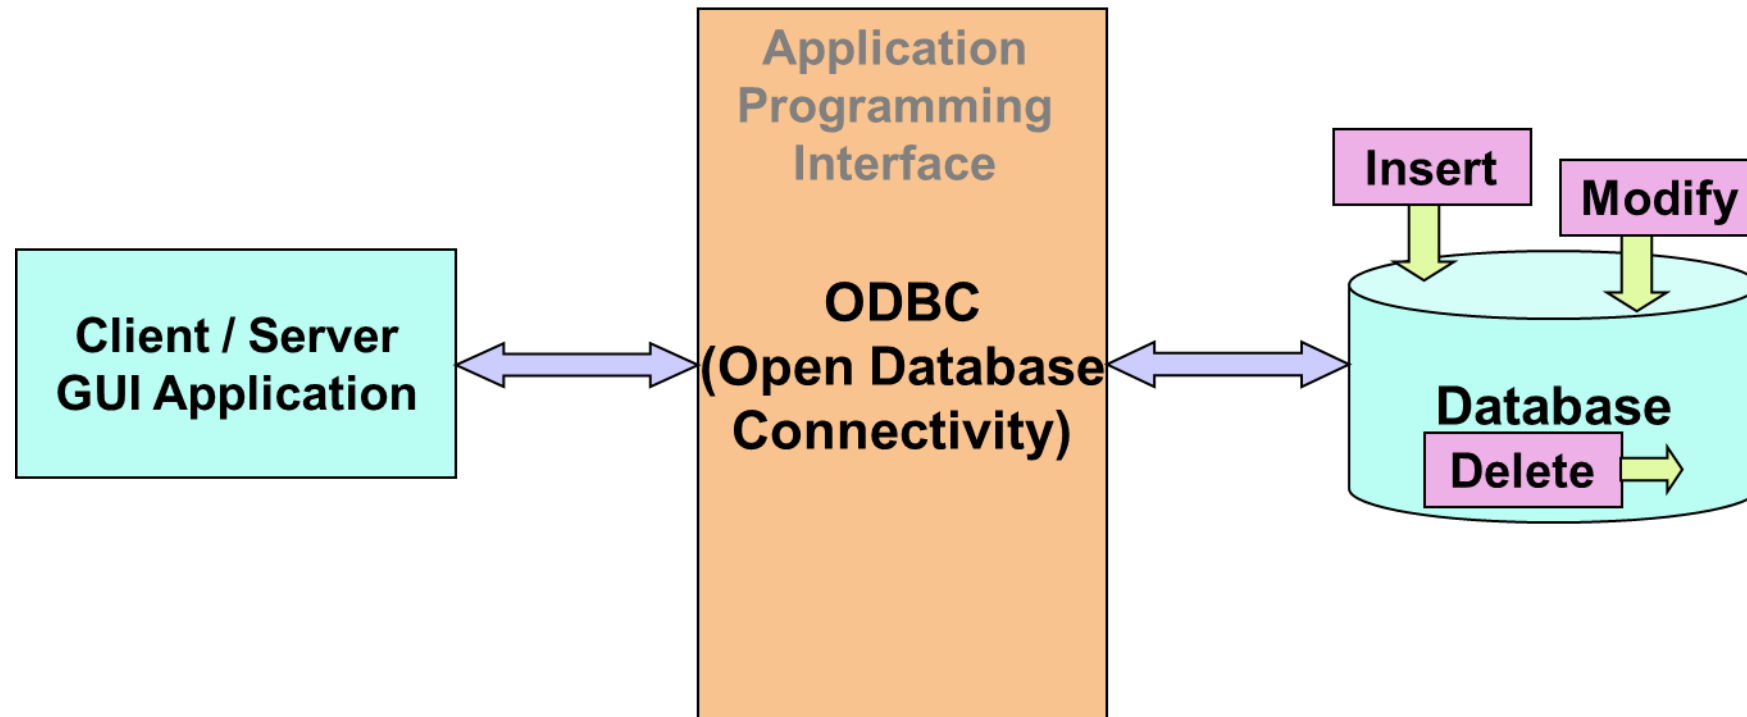 Application
Programming
Interface
Client / Server
GUI Application
ODBC
(Open Database
Connectivity)
Insert
Modify
Database
Delete